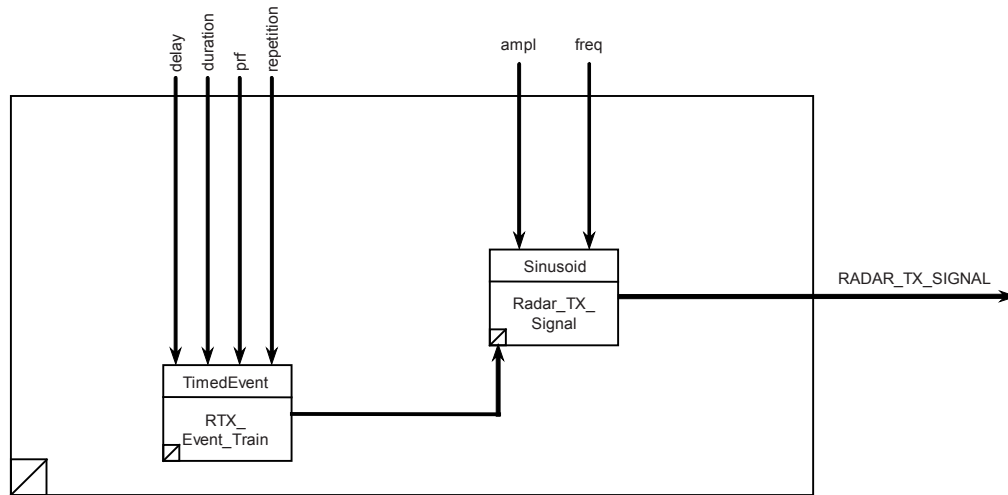 delay
duration
prf
repetition
ampl
freq
Sinusoid
Radar_TX_
Signal
RADAR_TX_SIGNAL
TimedEvent
RTX_
Event_Train